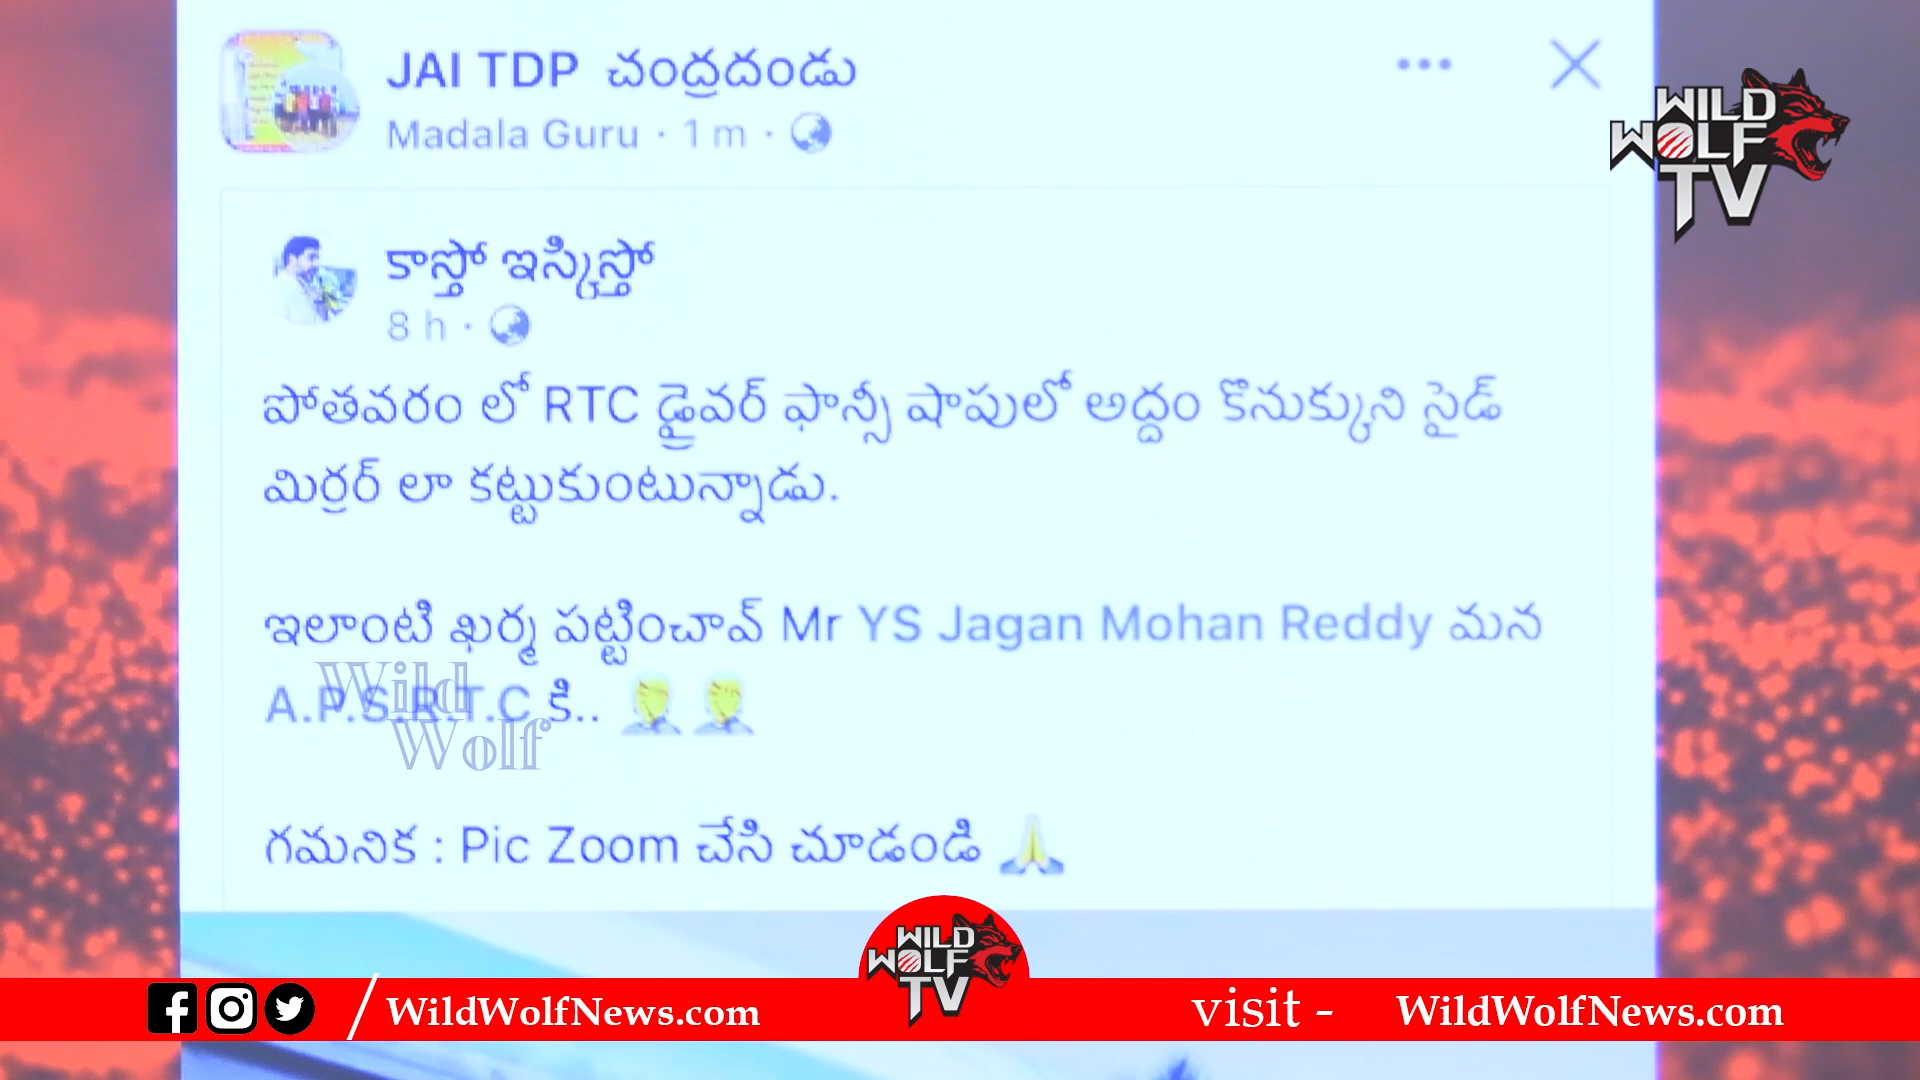 JAI TDP చంద్రదండు
Madala Guru · 1 m ·
WILD
WOLF
TV
కాస్తో ఇస్కిస్తో
8 h ·
పోతవరం లో RTC డ్రైవర్ ఫాన్సీ షాపులో అద్దం కొనుక్కుని సైడ్
మిర్రర్ లా కట్టుకుంటున్నాడు.
ఇలాంటి ఖర్మ పట్టించావ్ Mr YS Jagan Mohan Reddy మన
A.P.S.R.T.C కి..
Wild
Wolf
గమనిక : Pic Zoom చేసి చూడండి
WILD
WOLF
TV
WildWolfNews.com
visit - WildWolfNews.com